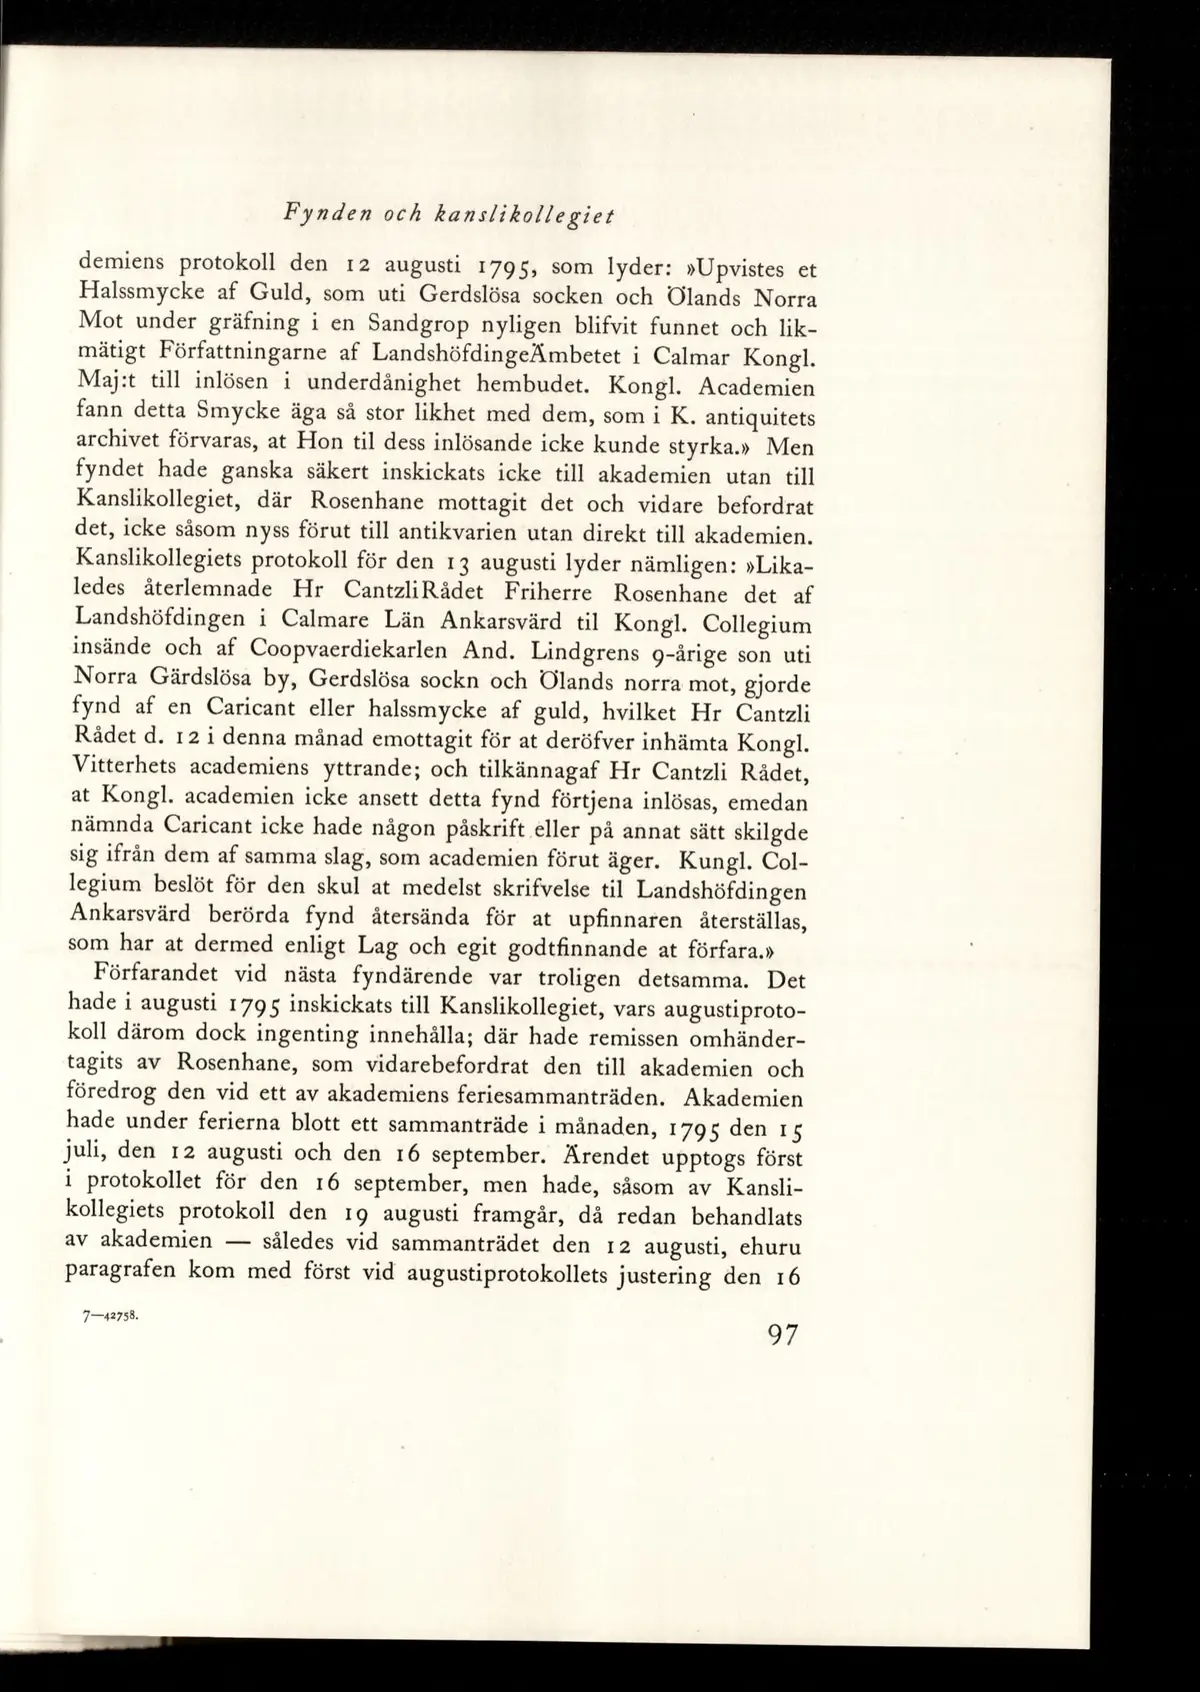 Fynden och kanslikollegiet
demiens protokoll den 12 augusti 1795, som lyder: »Upvistes et
Halssmycke af Guld, som uti Gerdslösa socken och Ölands Norra
Mot under gräfning i en Sandgrop nyligen blifvit funnet och lik-
mätigt Författningarne af LandshöfdingeÄmbetet i Calmar Kongl.
Maj:t till inlösen i underdånighet hembudet. Kongl. Academien
fann detta Smycke äga så stor likhet med dem, som i K. antiquitets
archivet förvaras, at Hon til dess inlösande icke kunde styrka.» Men
fyndet hade ganska säkert inskickats icke till akademien utan till
Kanslikollegiet, där Rosenhane mottagit det och vidare befordrat
det, icke såsom nyss förut till antikvarien utan direkt till akademien.
Kanslikollegiets protokoll för den 13 augusti lyder nämligen: »Lika-
ledes återlemnade Hr CantzliRådet Friherre Rosenhane det af
Landshöfdingen i Calmare Län Ankarsvärd til Kongl. Collegium
insände och af Coopvaerdiekarlen And. Lindgrens 9-årige son uti
Norra Gärdslösa by, Gerdslösa sockn och Ölands norra mot, gjorde
fynd af en Caricant eller halssmycke af guld, hvilket Hr Cantzli
Rådet d. 12 i denna månad emottagit för at deröfver inhämta Kongl.
Vitterhets academiens yttrande; och tilkännagaf Hr Cantzli Rådet,
at Kongl. academien icke ansett detta fynd förtjena inlösas, emedan
nämnda Caricant icke hade någon påskrift eller på annat sätt skilgde
sig ifrån dem af samma slag, som academien förut äger. Kungl. Col-
legium beslöt för den skul at medelst skrifvelse til Landshöfdingen
Ankarsvärd berörda fynd återsända för at upfinnaren återställas,
som har at dermed enligt Lag och egit godtfinnande at förfara.»
Förfarandet vid nästa fyndärende var troligen detsamma. Det
hade i augusti 1795 inskickats till Kanslikollegiet, vars augustiproto-
koll därom dock ingenting innehålla; där hade remissen omhänder-
tagits av Rosenhane, som vidarebefordrat den till akademien och
föredrog den vid ett av akademiens feriesammanträden. Akademien
hade under ferierna blott ett sammanträde i månaden, 1795 den 15
juli, den 12 augusti och den 16 september. Ärendet upptogs först
i protokollet för den 16 september, men hade, såsom av Kansli-
kollegiets protokoll den 19 augusti framgår, då redan behandlats
av akademien — således vid sammanträdet den 12 augusti, ehuru
paragrafen kom med först vid augustiprotokollets justering den 16
7—42758.
97